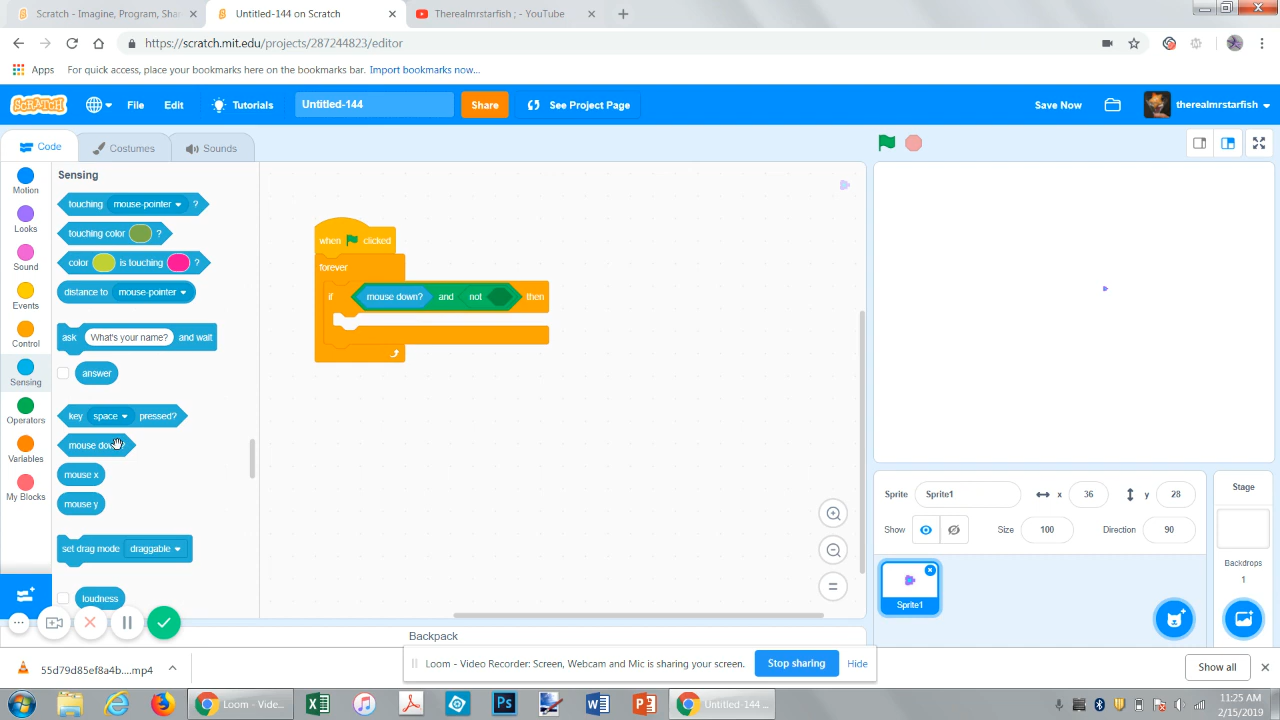 Scratch - Imagine, Program, Sha
Untitled-144 on Scratch
Therealmrstarfish ; - YouTube
https://scratch.mit.edu/projects/287244823/editor
Apps For quick access, place your bookmarks here on the bookmarks bar. Import bookmarks now...
SCRATCH File Edit Tutorials Untitled-144 Share See Project Page Save Now therealmrstarfish
Code Costumes Sounds
Motion
Looks
Sound
Events
Control
Sensing
Operators
Variables
My Blocks
Sensing
touching mouse-pointer ?
touching color ?
color is touching ?
distance to mouse-pointer
ask What's your name? and wait
answer
key space pressed?
mouse down?
mouse x
mouse y
set drag mode draggable
loudness
when clicked
forever
if mouse down? and not then
Sprite Sprite1 x 36 y 28
Show Size 100 Direction 90
Sprite1
Stage
Backdrops
1
Backpack
55d79d85ef8a4b....mp4
Loom - Video Recorder: Screen, Webcam and Mic is sharing your screen. Stop sharing Hide
Show all
Loom - Vide...
Untitled-144 ...
11:25 AM
2/15/2019